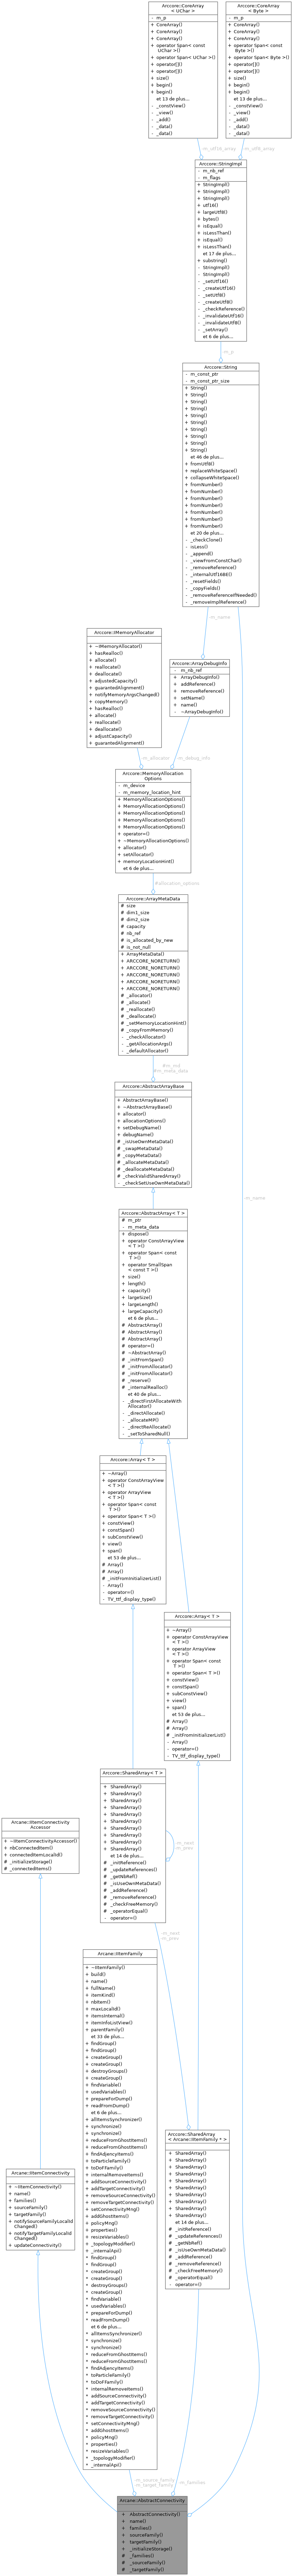 Arccore::CoreArray
< UChar >
- m_p
+ CoreArray()
+ CoreArray()
+ CoreArray()
+ operator Span< const
UChar >()
+ operator Span< UChar >()
+ operator[]()
+ operator[]()
+ size()
+ begin()
+ begin()
et 13 de plus...
- _constView()
- _view()
- _add()
- _data()
- _data()
Arccore::CoreArray
< Byte >
- m_p
+ CoreArray()
+ CoreArray()
+ CoreArray()
+ operator Span< const
Byte >()
+ operator Span< Byte >()
+ operator[]()
+ operator[]()
+ size()
+ begin()
+ begin()
et 13 de plus...
- _constView()
- _view()
- _add()
- _data()
- _data()
m_utf16_array
m_utf8_array
Arccore::StringImpl
- m_nb_ref
- m_flags
+ StringImpl()
+ StringImpl()
+ StringImpl()
+ utf16()
+ largeUtf8()
+ bytes()
+ isEqual()
+ isLessThan()
+ isEqual()
+ isLessThan()
et 17 de plus...
+ substring()
- StringImpl()
- StringImpl()
- _setUtf16()
- _createUtf16()
- _setUtf8()
- _createUtf8()
- _checkReference()
- _invalidateUtf16()
- _invalidateUtf8()
- _setArray()
et 6 de plus...
m_p
Arccore::String
- m_const_ptr
- m_const_ptr_size
+ String()
+ String()
+ String()
+ String()
+ String()
+ String()
+ String()
+ String()
+ String()
+ String()
et 46 de plus...
+ fromUtf8()
+ replaceWhiteSpace()
+ collapseWhiteSpace()
+ fromNumber()
+ fromNumber()
+ fromNumber()
+ fromNumber()
+ fromNumber()
+ fromNumber()
+ fromNumber()
et 20 de plus...
- _checkClone()
- isLess()
- _append()
- _viewFromConstChar()
- _removeReference()
- _internalUtf16BE()
- _resetFields()
- _copyFields()
- _removeReferenceIfNeeded()
- _removeImplReference()
m_name
Arccore::IMemoryAllocator
+ ~IMemoryAllocator()
+ hasRealloc()
+ allocate()
+ reallocate()
+ deallocate()
+ adjustedCapacity()
+ guarantedAlignment()
+ notifyMemoryArgsChanged()
+ copyMemory()
+ hasRealloc()
+ allocate()
+ reallocate()
+ deallocate()
+ adjustCapacity()
+ guarantedAlignment()
Arccore::ArrayDebugInfo
- m_nb_ref
+ ArrayDebugInfo()
+ addReference()
+ removeReference()
+ setName()
+ name()
- ~ArrayDebugInfo()
m_allocator
m_debug_info
Arccore::MemoryAllocation
Options
- m_device
- m_memory_location_hint
+ MemoryAllocationOptions()
+ MemoryAllocationOptions()
+ MemoryAllocationOptions()
+ MemoryAllocationOptions()
+ MemoryAllocationOptions()
+ operator=()
+ ~MemoryAllocationOptions()
+ allocator()
+ setAllocator()
+ memoryLocationHint()
et 6 de plus...
#allocation_options
Arccore::ArrayMetaData
# size
# dim1_size
# dim2_size
# capacity
# nb_ref
# is_allocated_by_new
# is_not_null
+ ArrayMetaData()
+ ARCCORE_NORETURN()
+ ARCCORE_NORETURN()
+ ARCCORE_NORETURN()
+ ARCCORE_NORETURN()
+ ARCCORE_NORETURN()
# _allocator()
# _allocate()
# _reallocate()
# _deallocate()
# _setMemoryLocationHint()
# _copyFromMemory()
- _checkAllocator()
- _getAllocationArgs()
- _defaultAllocator()
#m_md
#m_meta_data
Arccore::AbstractArrayBase
+ AbstractArrayBase()
+ ~AbstractArrayBase()
+ allocator()
+ allocationOptions()
+ setDebugName()
+ debugName()
# _isUseOwnMetaData()
# _swapMetaData()
# _copyMetaData()
# _allocateMetaData()
# _deallocateMetaData()
# _checkValidSharedArray()
- _checkSetUseOwnMetaData()
Arccore::AbstractArray< T >
# m_ptr
- m_meta_data
+ dispose()
+ operator ConstArrayView
< T >()
+ operator Span< const
T >()
+ operator SmallSpan
< const T >()
+ size()
+ length()
+ capacity()
+ largeSize()
+ largeLength()
+ largeCapacity()
et 6 de plus...
# AbstractArray()
# AbstractArray()
# AbstractArray()
# operator=()
# ~AbstractArray()
# _initFromSpan()
# _initFromAllocator()
# _initFromAllocator()
# _reserve()
# _internalRealloc()
et 40 de plus...
- _directFirstAllocateWith
Allocator()
- _directAllocate()
- _allocateMP()
- _directReAllocate()
- _setToSharedNull()
Arccore::Array< T >
+ ~Array()
+ operator ConstArrayView
< T >()
+ operator ArrayView
< T >()
+ operator Span< const
T >()
+ operator Span< T >()
+ constView()
+ constSpan()
+ subConstView()
+ view()
+ span()
et 53 de plus...
# Array()
# Array()
# _initFromInitializerList()
- Array()
- operator=()
- TV_ttf_display_type()
Arccore::Array< T >
+ ~Array()
+ operator ConstArrayView
< T >()
+ operator ArrayView
< T >()
+ operator Span< const
T >()
+ operator Span< T >()
+ constView()
+ constSpan()
+ subConstView()
+ view()
+ span()
et 53 de plus...
# Array()
# Array()
# _initFromInitializerList()
- Array()
- operator=()
- TV_ttf_display_type()
m_name
Arccore::SharedArray< T >
+ SharedArray()
+ SharedArray()
+ SharedArray()
+ SharedArray()
+ SharedArray()
+ SharedArray()
+ SharedArray()
+ SharedArray()
+ SharedArray()
+ SharedArray()
et 14 de plus...
# _initReference()
# _updateReferences()
# _getNbRef()
# _isUseOwnMetaData()
# _addReference()
# _removeReference()
# _checkFreeMemory()
# _operatorEqual()
- operator=()
m_next
m_prev
m_next
m_prev
Arcane::IItemConnectivity
Accessor
+ ~IItemConnectivityAccessor()
+ nbConnectedItem()
+ connectedItemLocalId()
# _initializeStorage()
# _connectedItems()
Arcane::IItemFamily
+ ~IItemFamily()
+ build()
+ name()
+ fullName()
+ itemKind()
+ nbItem()
+ maxLocalId()
+ itemsInternal()
+ itemInfoListView()
+ parentFamily()
et 33 de plus...
+ findGroup()
+ findGroup()
+ createGroup()
+ createGroup()
+ destroyGroups()
+ createGroup()
+ findVariable()
+ usedVariables()
+ prepareForDump()
+ readFromDump()
et 6 de plus...
+ allItemsSynchronizer()
+ synchronize()
+ synchronize()
+ reduceFromGhostItems()
+ reduceFromGhostItems()
+ findAdjencyItems()
+ toParticleFamily()
+ toDoFFamily()
* internalRemoveItems()
* addSourceConnectivity()
* addTargetConnectivity()
* removeSourceConnectivity()
* removeTargetConnectivity()
* setConnectivityMng()
* addGhostItems()
* policyMng()
* properties()
* resizeVariables()
* _topologyModifier()
* _internalApi()
* findGroup()
* findGroup()
* createGroup()
* createGroup()
* destroyGroups()
* createGroup()
* findVariable()
* usedVariables()
* prepareForDump()
* readFromDump()
et 6 de plus...
* allItemsSynchronizer()
* synchronize()
* synchronize()
* reduceFromGhostItems()
* reduceFromGhostItems()
* findAdjencyItems()
* toParticleFamily()
* toDoFFamily()
* internalRemoveItems()
* addSourceConnectivity()
* addTargetConnectivity()
* removeSourceConnectivity()
* removeTargetConnectivity()
* setConnectivityMng()
* addGhostItems()
* policyMng()
* properties()
* resizeVariables()
* _topologyModifier()
* _internalApi()
Arccore::SharedArray
< Arcane::IItemFamily * >
+ SharedArray()
+ SharedArray()
+ SharedArray()
+ SharedArray()
+ SharedArray()
+ SharedArray()
+ SharedArray()
+ SharedArray()
+ SharedArray()
+ SharedArray()
et 14 de plus...
# _initReference()
# _updateReferences()
# _getNbRef()
# _isUseOwnMetaData()
# _addReference()
# _removeReference()
# _checkFreeMemory()
# _operatorEqual()
- operator=()
Arcane::IItemConnectivity
+ ~IItemConnectivity()
+ name()
+ families()
+ sourceFamily()
+ targetFamily()
+ notifySourceFamilyLocalId
Changed()
+ notifyTargetFamilyLocalId
Changed()
+ updateConnectivity()
m_source_family
m_target_family
m_families
Arcane::AbstractConnectivity
+ AbstractConnectivity()
+ name()
+ families()
+ sourceFamily()
+ targetFamily()
# _initializeStorage()
# _families()
# _sourceFamily()
# _targetFamily()